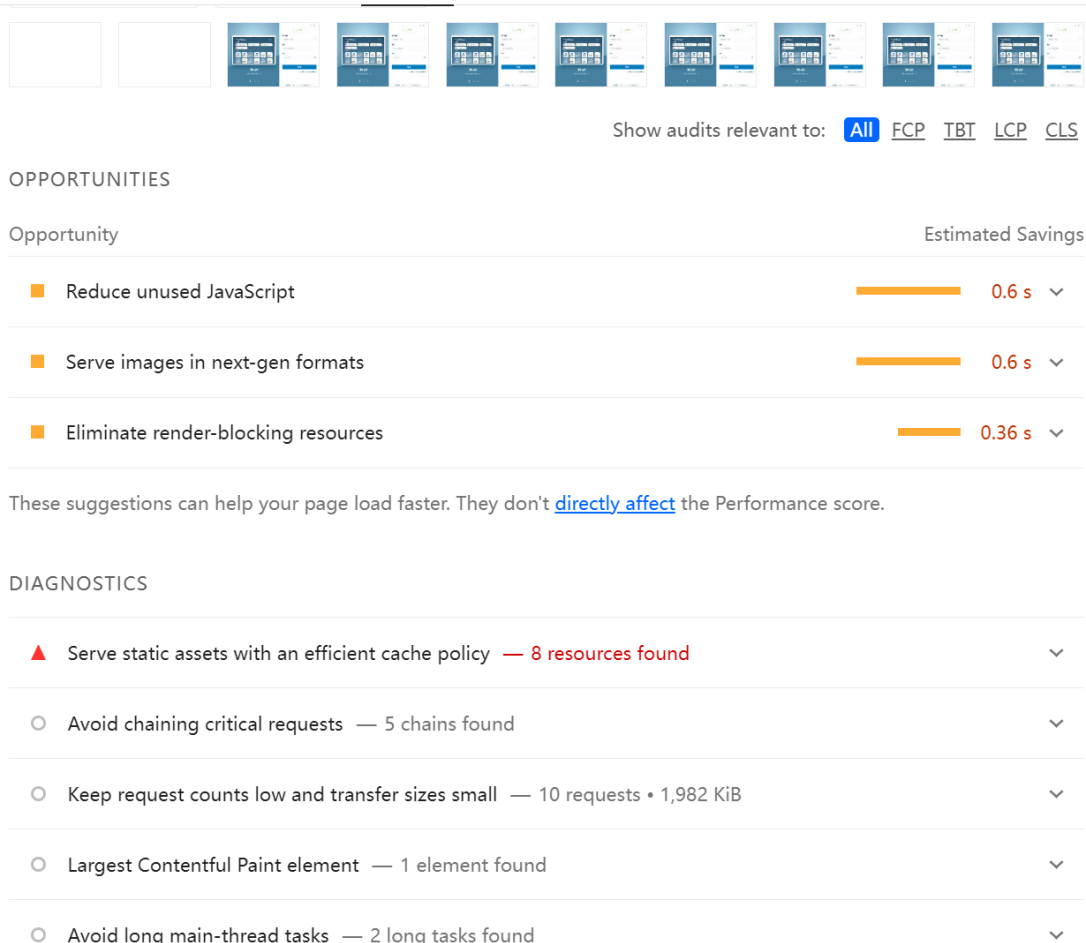 Show audits relevant to: All FCP TBT LCP CLS
OPPORTUNITIES
Opportunity Estimated Savings
Reduce unused JavaScript 0.6 s
Serve images in next-gen formats 0.6 s
Eliminate render-blocking resources 0.36 s
These suggestions can help your page load faster. They don't directly affect the Performance score.
DIAGNOSTICS
Serve static assets with an efficient cache policy — 8 resources found
Avoid chaining critical requests — 5 chains found
Keep request counts low and transfer sizes small — 10 requests • 1,982 KiB
Largest Contentful Paint element — 1 element found
Avoid long main-thread tasks — 2 long tasks found